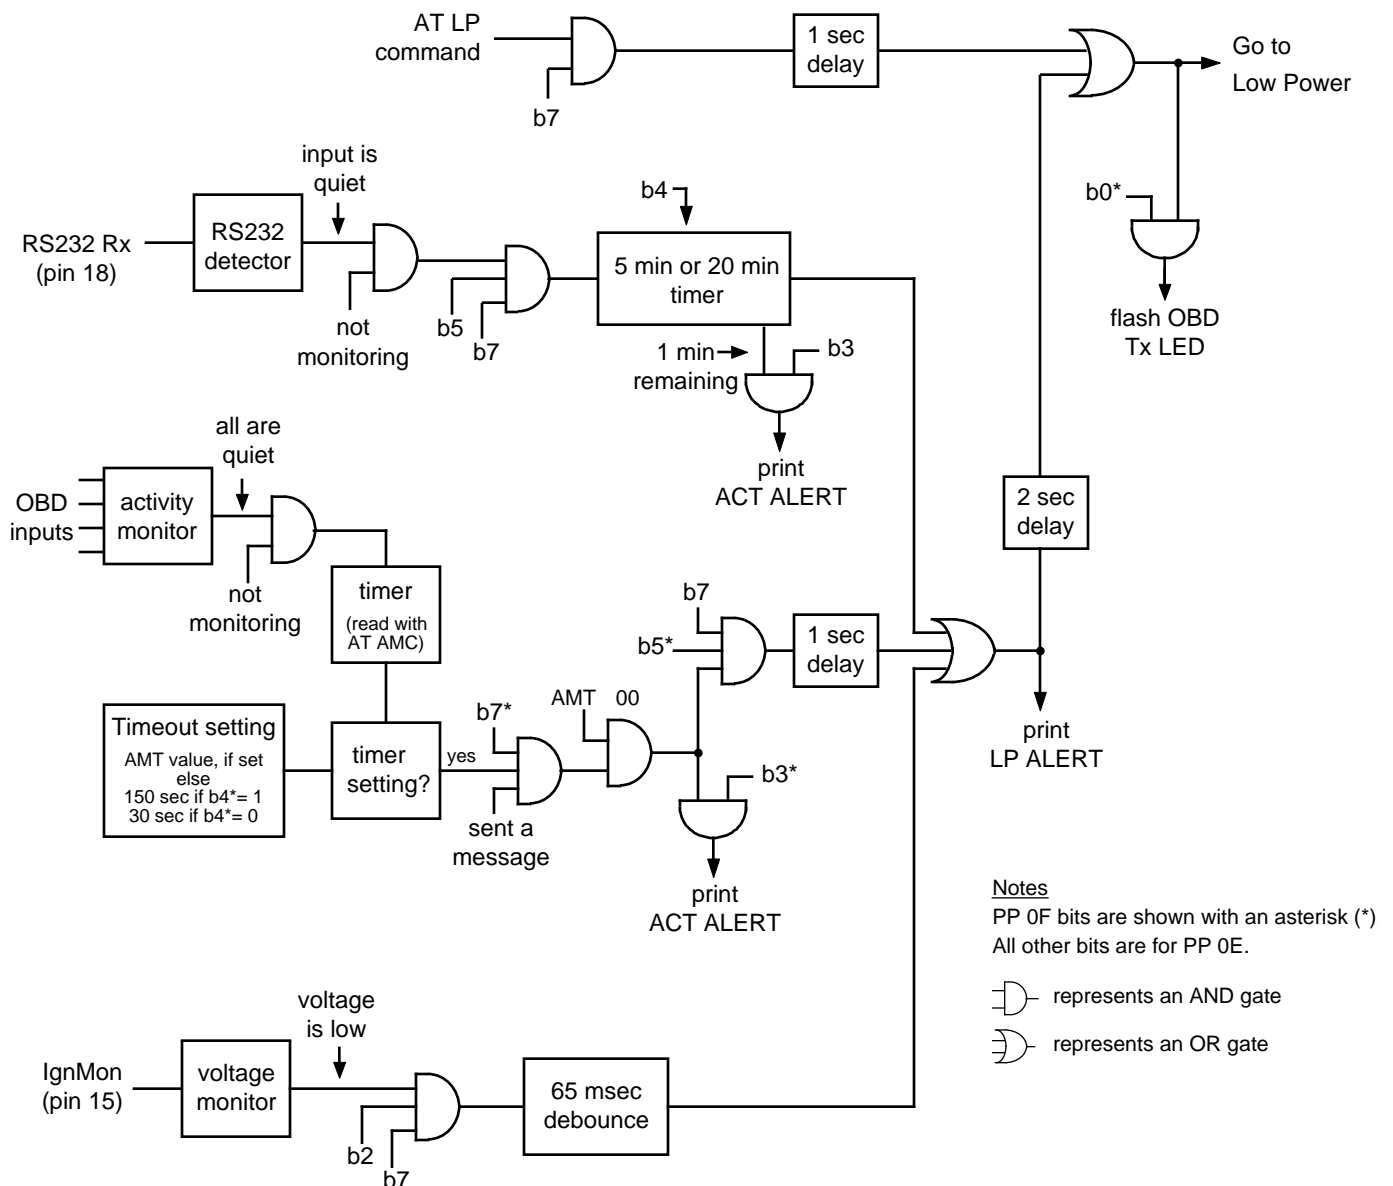 AT LP
command
b7
1 sec
delay
Go to
Low Power
b0*
flash OBD
Tx LED
input is
quiet
RS232 Rx
(pin 18)
RS232
detector
not
monitoring
b5
b7
b4
5 min or 20 min
timer
1 min
remaining
b3
print
ACT ALERT
all are
quiet
OBD
inputs
activity
monitor
not
monitoring
timer
(read with
AT AMC)
Timeout setting
AMT value, if set
else
150 sec if b4*= 1
30 sec if b4*= 0
timer
setting?
yes
b7*
sent a
message
AMT 00
b7
b5*
b3*
print
ACT ALERT
1 sec
delay
2 sec
delay
print
LP ALERT
voltage
is low
IgnMon
(pin 15)
voltage
monitor
b2
b7
65 msec
debounce
Notes
PP 0F bits are shown with an asterisk (*)
All other bits are for PP 0E.
represents an AND gate
represents an OR gate